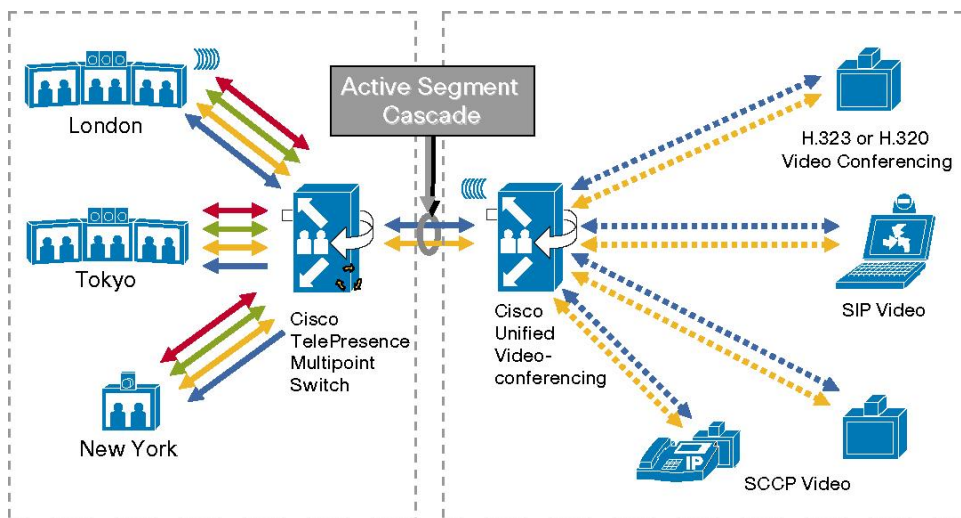 Active Segment
Cascade
London
Tokyo
New York
Cisco
TelePresence
Multipoint
Switch
Cisco
Unified
Video-
conferencing
H.323 or H.320
Video Conferencing
SIP Video
IP
SCCP Video